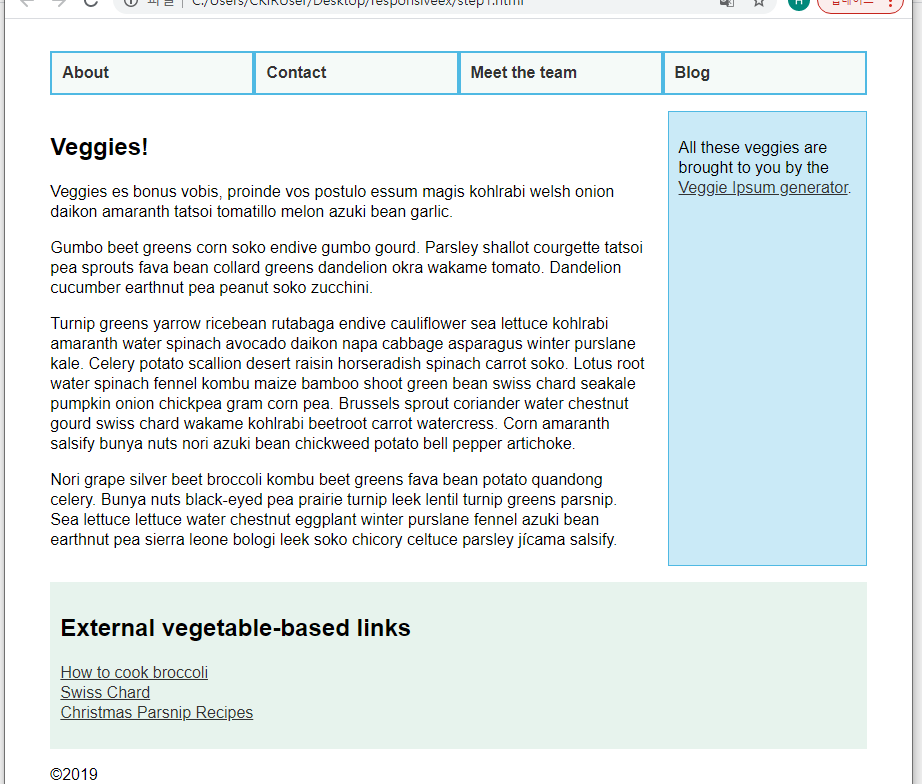 C:/Users/CKIRUser/Desktop/responsiveex/step1.html
About
Contact
Meet the team
Blog
Veggies!
Veggies es bonus vobis, proinde vos postulo essum magis kohlrabi welsh onion
daikon amaranth tatsoi tomatillo melon azuki bean garlic.
Gumbo beet greens corn soko endive gumbo gourd. Parsley shallot courgette tatsoi
pea sprouts fava bean collard greens dandelion okra wakame tomato. Dandelion
cucumber earthnut pea peanut soko zucchini.
Turnip greens yarrow ricebean rutabaga endive cauliflower sea lettuce kohlrabi
amaranth water spinach avocado daikon napa cabbage asparagus winter purslane
kale. Celery potato scallion desert raisin horseradish spinach carrot soko. Lotus root
water spinach fennel kombu maize bamboo shoot green bean swiss chard seakale
pumpkin onion chickpea gram corn pea. Brussels sprout coriander water chestnut
gourd swiss chard wakame kohlrabi beetroot carrot watercress. Corn amaranth
salsify bunya nuts nori azuki bean chickweed potato bell pepper artichoke.
Nori grape silver beet broccoli kombu beet greens fava bean potato quandong
celery. Bunya nuts black-eyed pea prairie turnip leek lentil turnip greens parsnip.
Sea lettuce lettuce water chestnut eggplant winter purslane fennel azuki bean
earthnut pea sierra leone bologi leek soko chicory celtuce parsley jícama salsify.
All these veggies are
brought to you by the
Veggie Ipsum generator.
External vegetable-based links
How to cook broccoli
Swiss Chard
Christmas Parsnip Recipes
©2019